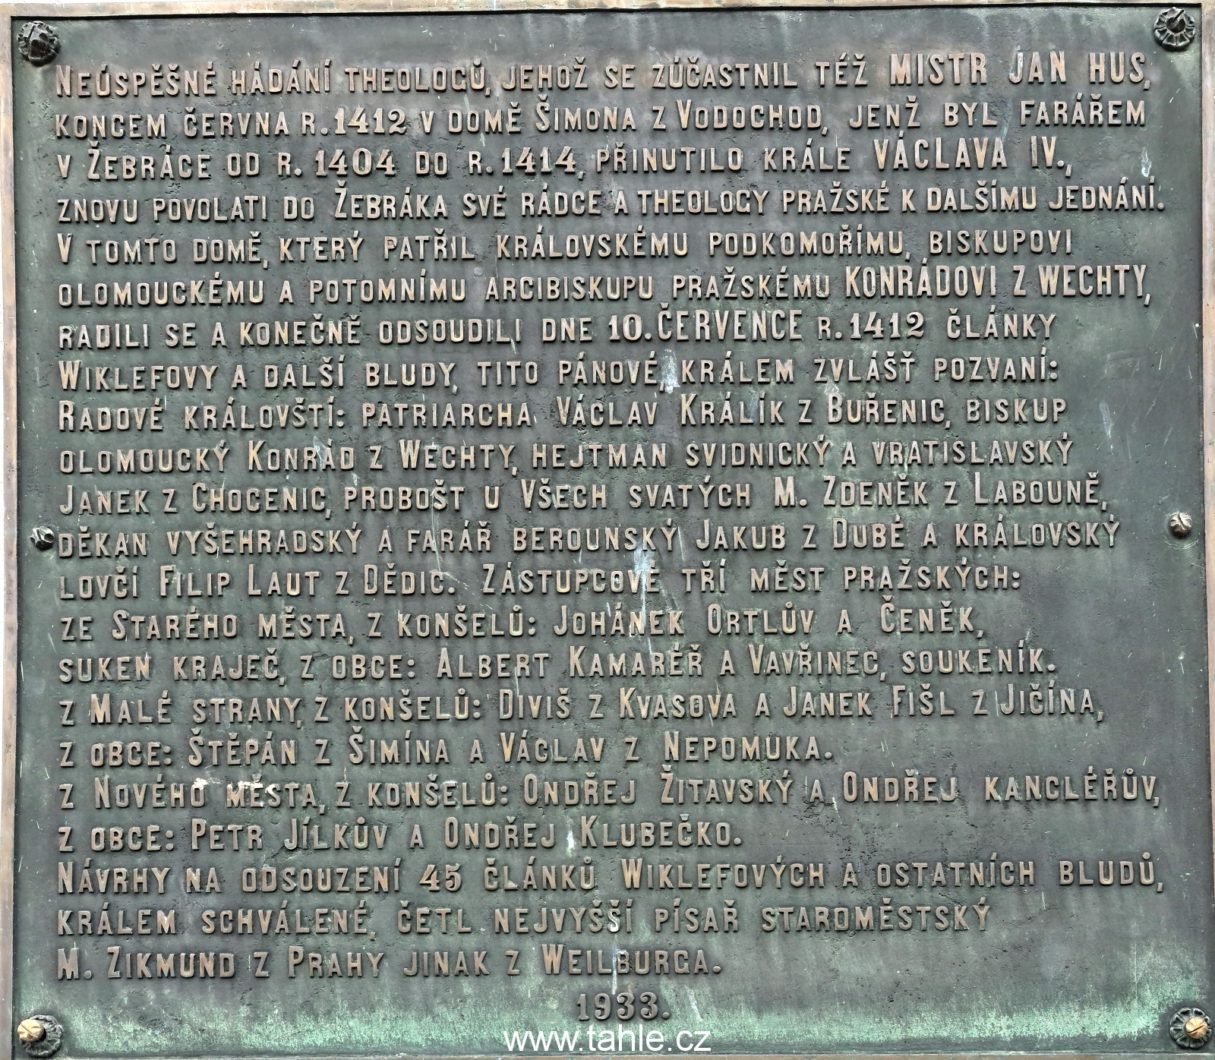 Neúspěšné hádání theologů, jehož se zúčastnil též MISTR JAN HUS,
koncem června r. 1412 v domě Šimona z Vodochod, jenž byl farářem
v Žebráce od r. 1404 do r. 1414, přinutilo krále VÁCLAVA IV.,
znovu povolati do Žebráka své rádce a theology pražské k dalšímu jednání.
V tomto domě, který patřil královskému podkomořímu, biskupovi
olomouckému a potomnímu arcibiskupu pražskému KONRÁDOVI Z WECHTY,
radili se a konečně odsoudili dne 10. ČERVENCE r. 1412 články
Wiklefovy a další bludy, tito pánové, králem zvlášť pozvaní:
Radové královští: patriarcha Václav Králík z Buřenic, biskup
olomoucký Konrád z Wechty, hejtman svidnický a vratislavský
Janek z Chocenic, probošt u Všech svatých M. Zdeněk z Labouně,
děkan vyšehradský a farář berounský Jakub z Dubé a královský
lovčí Filip Laut z Dědic. Zástupcové tří měst pražských:
ze Starého města, z konšelů: Johánek Ortlův a Čeněk,
suken kraječ, z obce: Albert Kamaréř a Vavřinec, soukeník.
z Malé strany, z konšelů: Diviš z Kvasova a Janek Fišl z Jičína,
z obce: Štěpán z Šimína a Václav z Nepomuka.
z Nového města, z konšelů: Ondřej Žitavský a Ondřej kancléřův,
z obce: Petr Jílkův a Ondřej Klubečko.
Návrhy na odsouzení 45 článků Wiklefových a ostatních bludů,
králem schválené, četl nejvyšší písař staroměstský
M. Zikmund z Prahy jinak z Weilburga.
1933.
www.tahle.cz